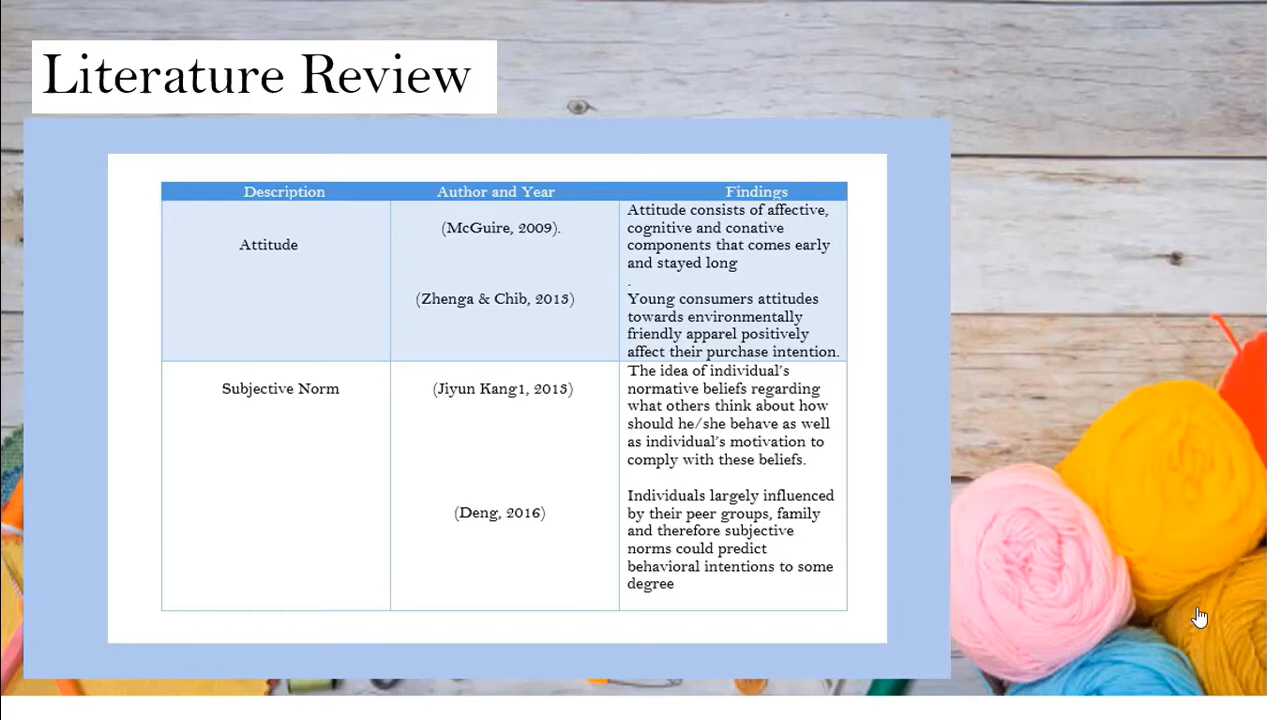 Literature Review
Description Author and Year Findings
Attitude
(McGuire, 2009).
(Zhenga & Chib, 2013)
Attitude consists of affective,
cognitive and conative
components that comes early
and stayed long
.
Young consumers attitudes
towards environmentally
friendly apparel positively
affect their purchase intention.
Subjective Norm
(Jiyun Kang1, 2013)
(Deng, 2016)
The idea of individual's
normative beliefs regarding
what others think about how
should he/she behave as well
as individual's motivation to
comply with these beliefs.
Individuals largely influenced
by their peer groups, family
and therefore subjective
norms could predict
behavioral intentions to some
degree